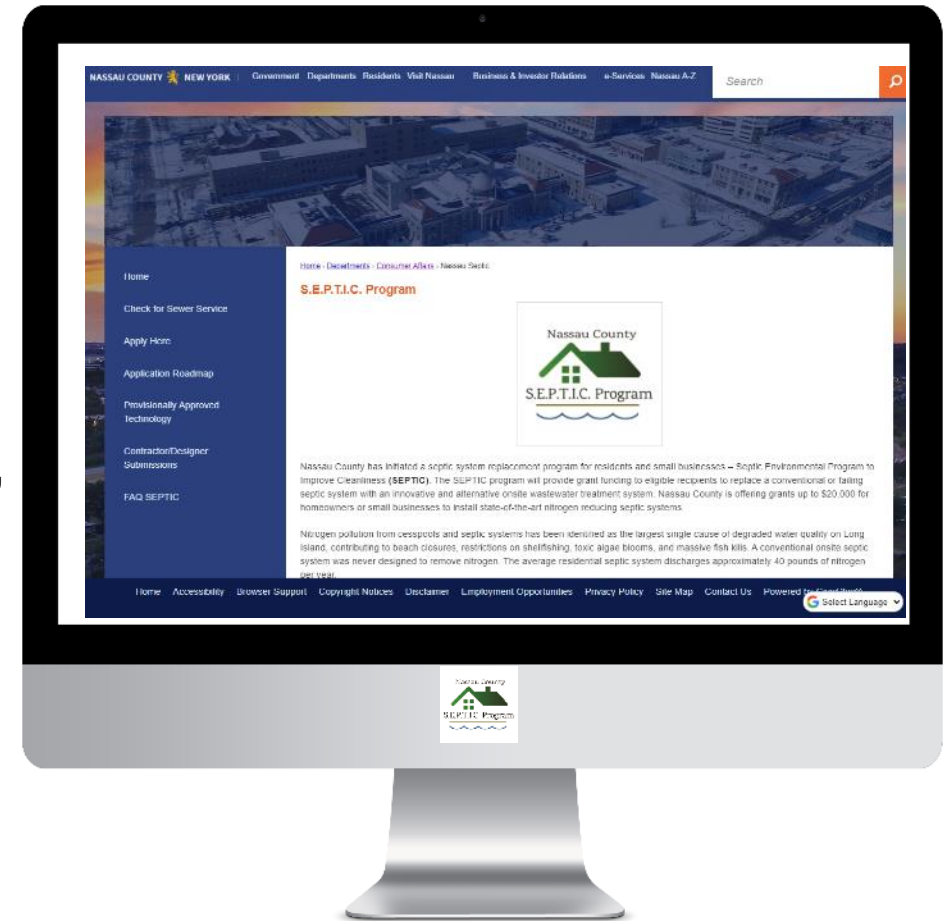 NASSAU COUNTY NEW YORK Government Departments Residents Visit Nassau Business & Investor Relations e-Services Nassau A-Z Search
Home › Departments › Consumer Affairs › Nassau Septic
S.E.P.T.I.C. Program
Home
Check for Sewer Service
Apply Here
Application Roadmap
Provisionally Approved
Technology
Contractor/Designer
Submissions
FAQ SEPTIC
Nassau County
S.E.P.T.I.C. Program
Nassau County has initiated a septic system replacement program for residents and small businesses – Septic Environmental Program to
Improve Cleanliness (SEPTIC). The SEPTIC program will provide grant funding to eligible recipients to replace a conventional or failing
septic system with an innovative and alternative onsite wastewater treatment system. Nassau County is offering grants up to $20,000 for
homeowners or small businesses to install state-of-the-art nitrogen reducing septic systems.
Nitrogen pollution from cesspools and septic systems has been identified as the largest single cause of degraded water quality on Long
Island, contributing to beach closures, restrictions on shellfishing, toxic algae blooms, and massive fish kills. A conventional onsite septic
system was never designed to remove nitrogen. The average residential septic system discharges approximately 40 pounds of nitrogen
per year.
Home Accessibility Browser Support Copyright Notices Disclaimer Employment Opportunities Privacy Policy Site Map Contact Us Powered
Select Language
Nassau County
S.E.P.T.I.C. Program